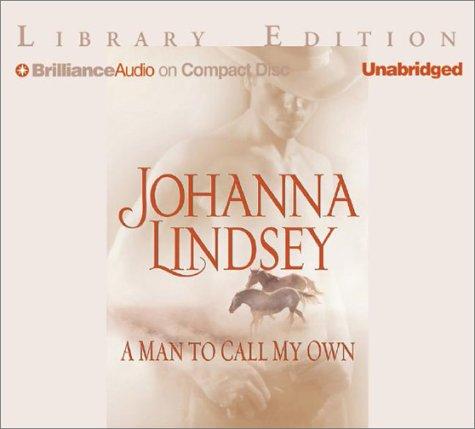 LIBRARY EDITION
BrillianceAudio on Compact Disc Unabridged
JOHANNA
LINDSEY
A MAN TO CALL MY OWN